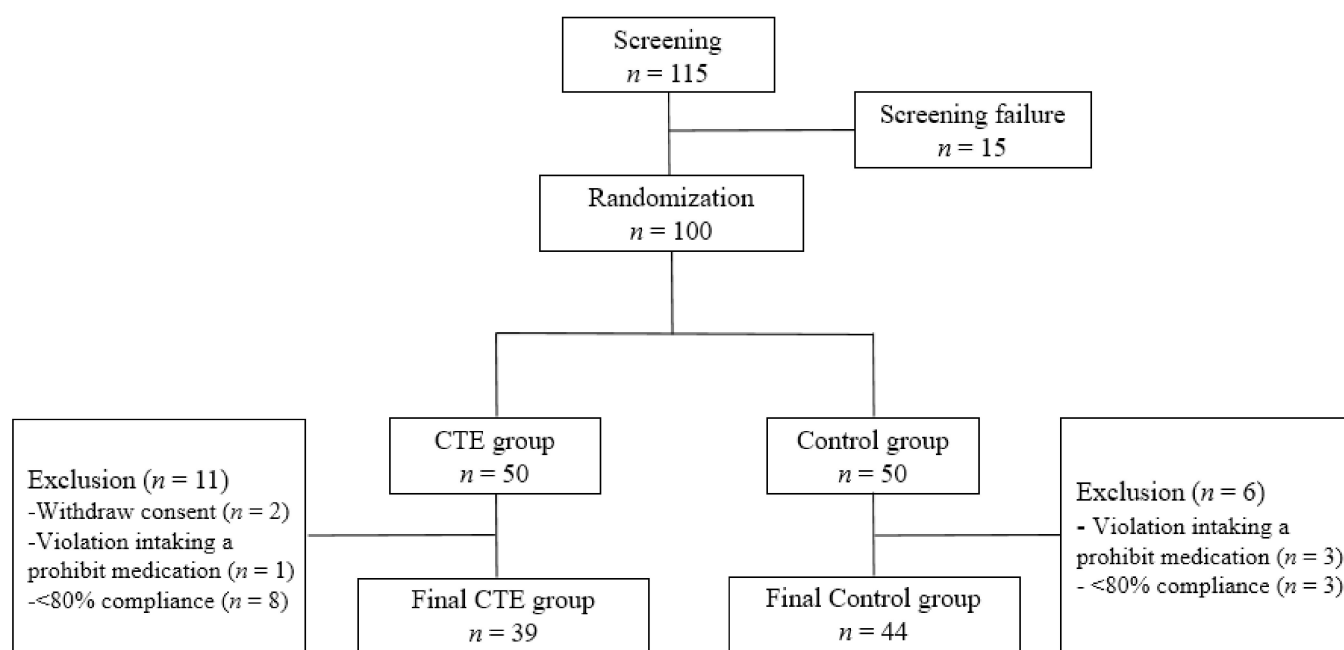 Screening
n = 115
Screening failure
n = 15
Randomization
n = 100
CTE group
n = 50
Control group
n = 50
Exclusion (n = 11)
-Withdraw consent (n = 2)
-Violation intaking a
prohibit medication (n = 1)
-<80% compliance (n = 8)
Exclusion (n = 6)
- Violation intaking a
prohibit medication (n = 3)
- <80% compliance (n = 3)
Final CTE group
n = 39
Final Control group
n = 44